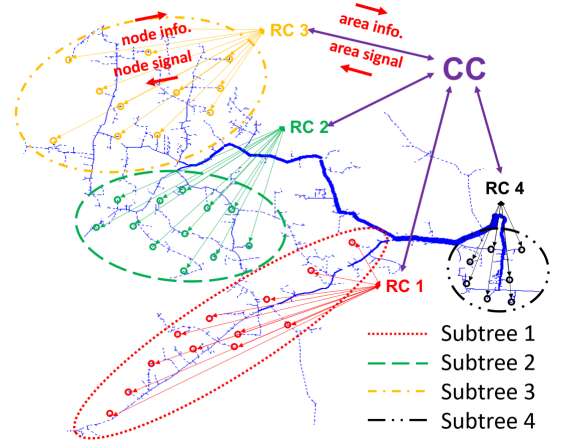 node info.
RC 3
area info.
node signal
area signal
CC
RC 2
RC 4
RC 1
Subtree 1
Subtree 2
Subtree 3
Subtree 4